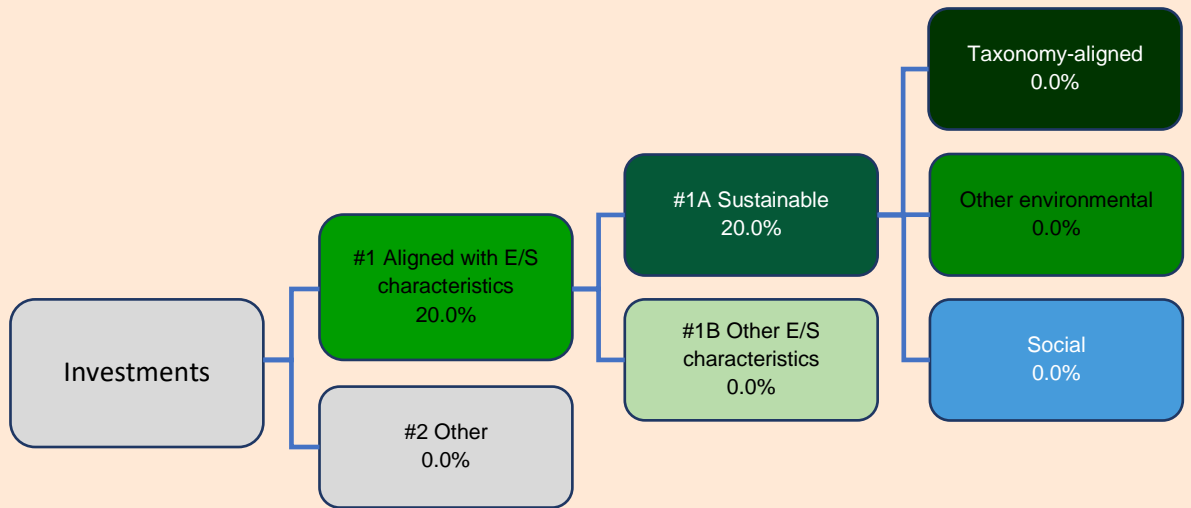 Investments
#1 Aligned with E/S
characteristics
20.0%
#2 Other
0.0%
#1A Sustainable
20.0%
#1B Other E/S
characteristics
0.0%
Taxonomy-aligned
0.0%
Other environmental
0.0%
Social
0.0%